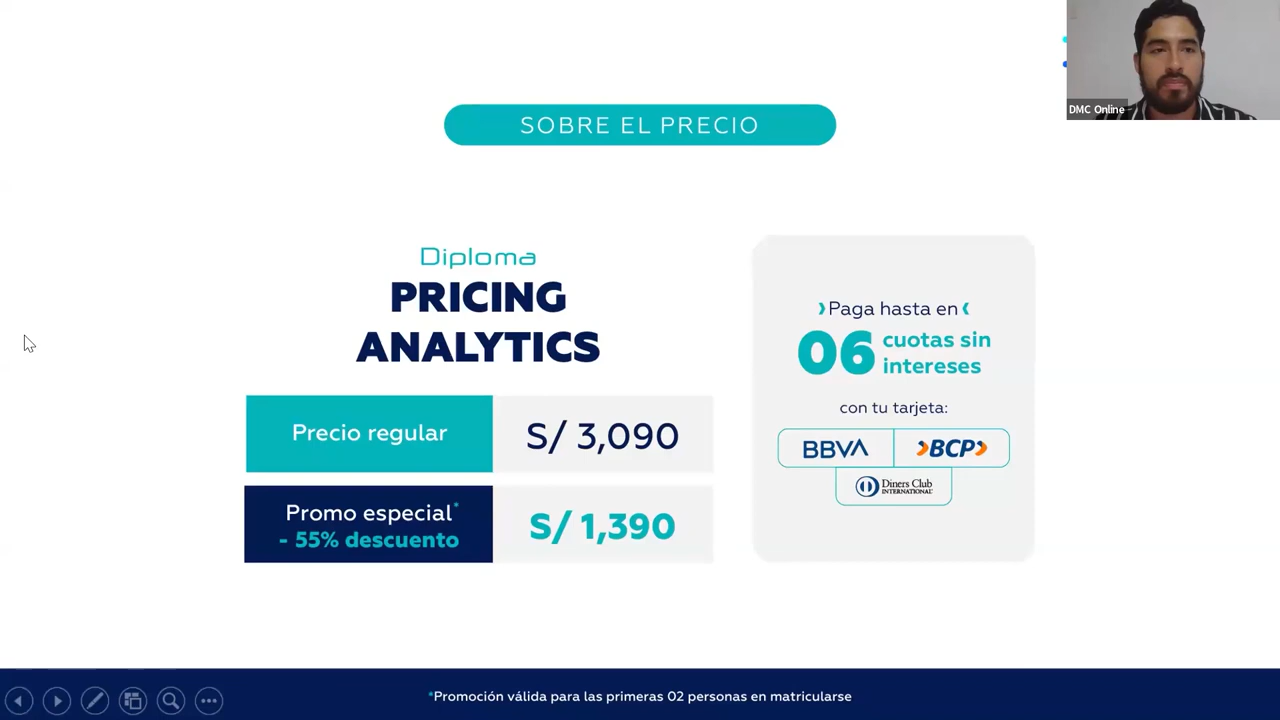 DMC Online
SOBRE EL PRECIO
Diploma
PRICING
ANALYTICS
Precio regular
S/ 3,090
Promo especial*
- 55% descuento
S/ 1,390
Paga hasta en
06 cuotas sin
intereses
con tu tarjeta:
BBVA
BCP
Diners Club
INTERNATIONAL
*Promoción válida para las primeras 02 personas en matricularse